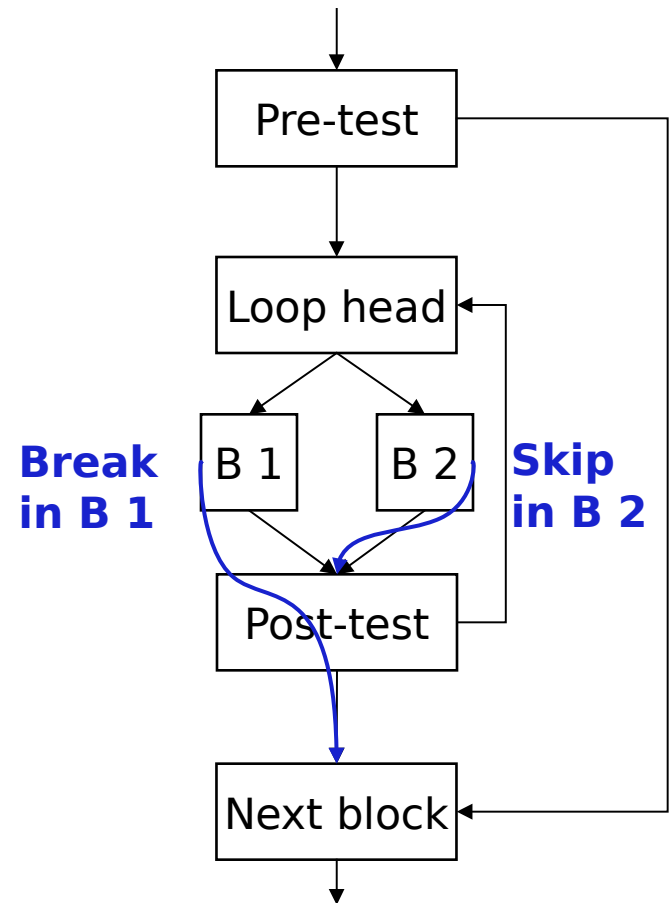 Pre-test
Loop head
B 1
B 2
Break
in B 1
Skip
in B 2
Post-test
Next block